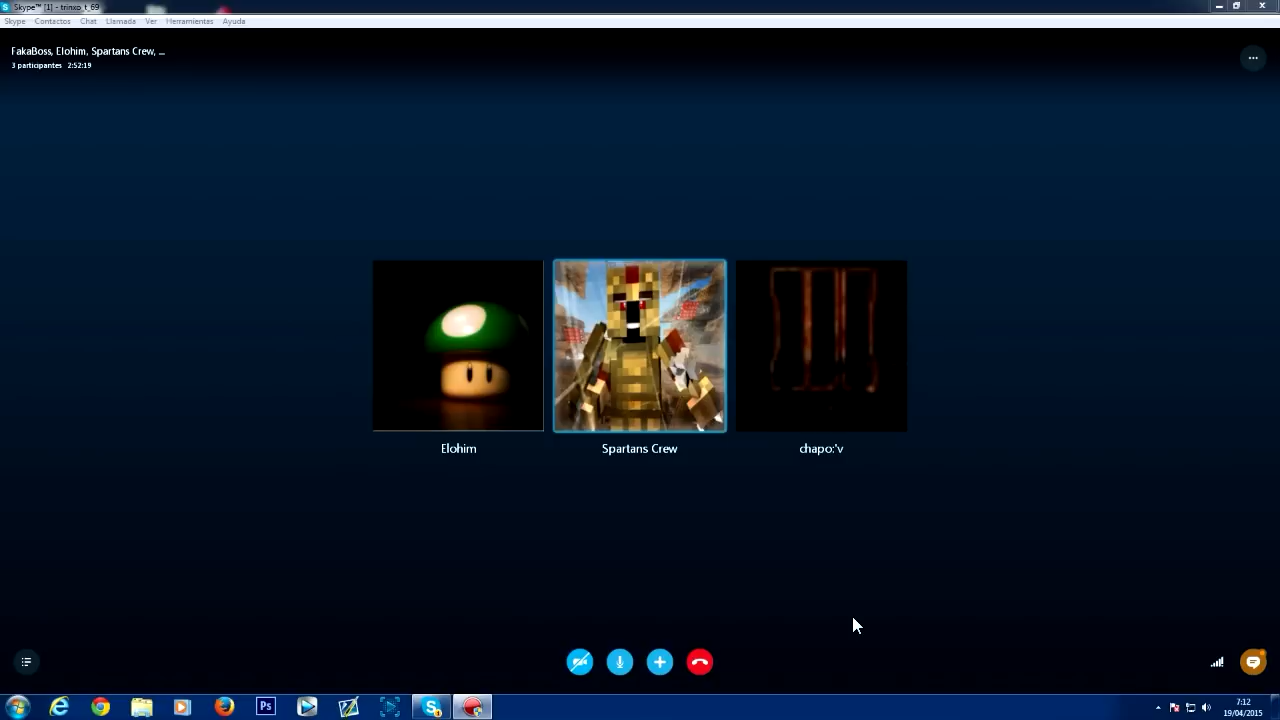 Skype™ [1] - trinxo_t_69
Skype Contactos Chat Llamada Ver Herramientas Ayuda
FakaBoss, Elohim, Spartans Crew, ...
3 participantes 2:52:19
Elohim Spartans Crew chapo:'v
Ps
7:12
19/04/2015